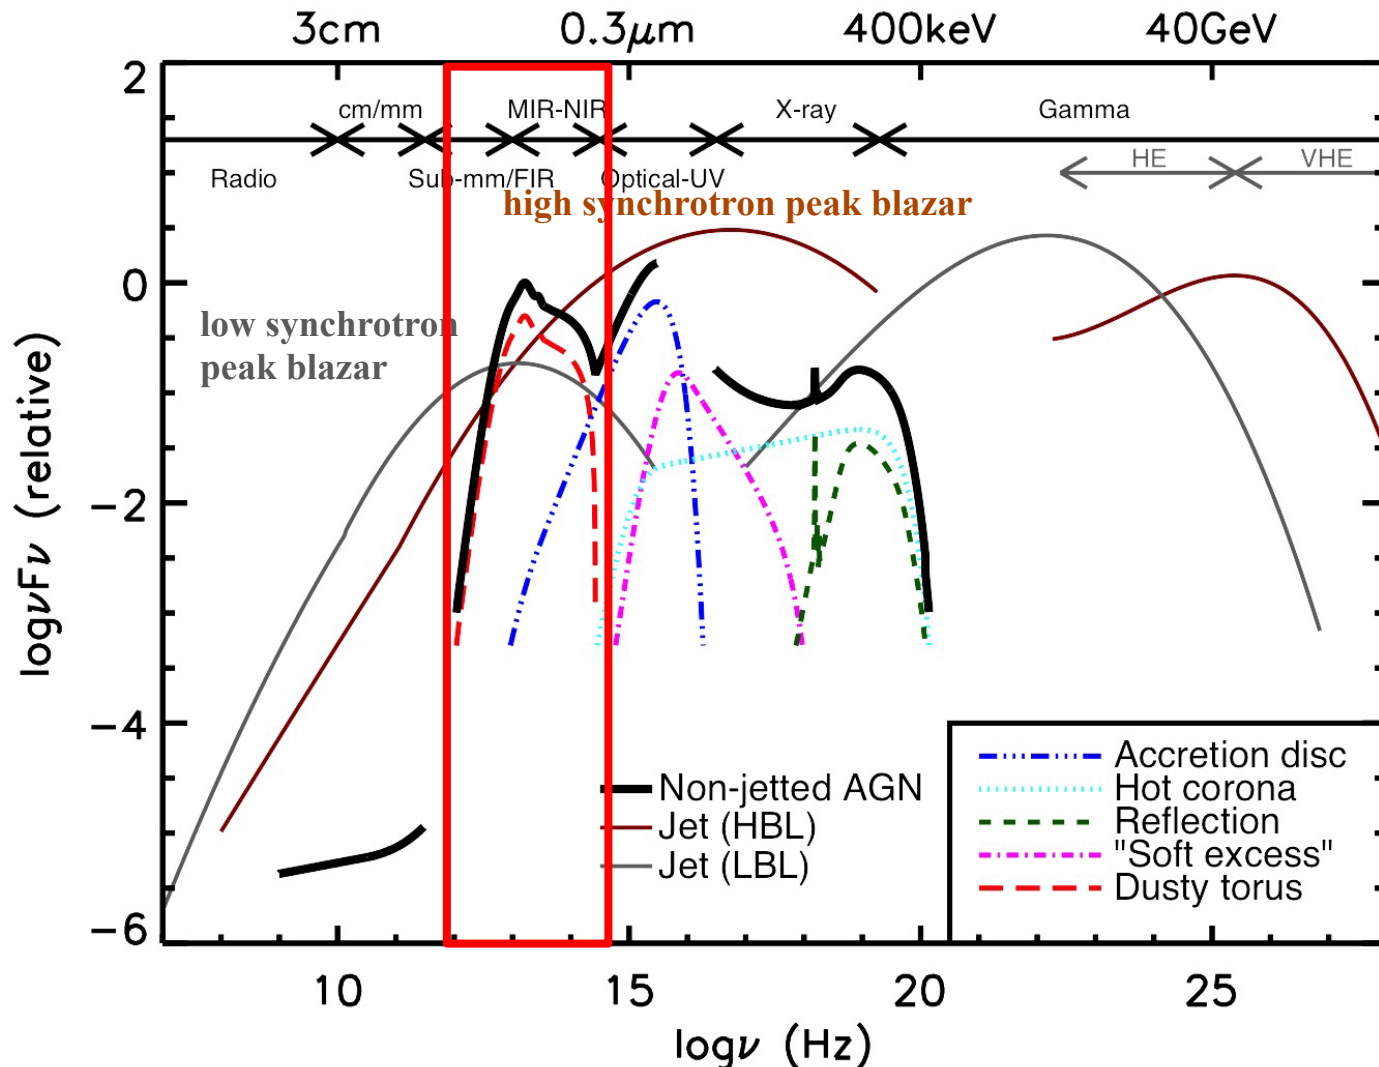 3cm 0.3μm 400keV 40GeV
2
cm/mm MIR-NIR X-ray Gamma
HE VHE
Radio Sub-mm/FIR Optical-UV
high synchrotron peak blazar
0
low synchrotron
peak blazar
−2
−4
−6
logνFν (relative)
Non-jetted AGN
Jet (HBL)
Jet (LBL)
Accretion disc
Hot corona
Reflection
"Soft excess"
Dusty torus
10 15 20 25
logν (Hz)